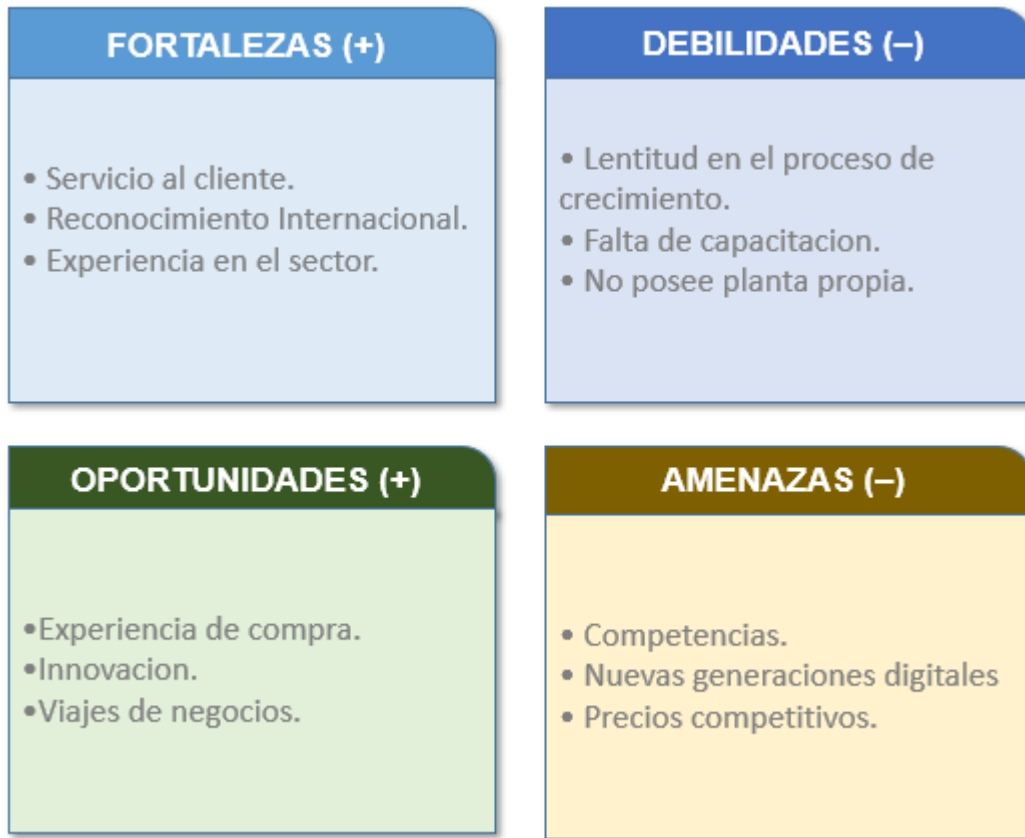 FORTALEZAS (+)
• Servicio al cliente.
• Reconocimiento Internacional.
• Experiencia en el sector.
DEBILIDADES (–)
• Lentitud en el proceso de
crecimiento.
• Falta de capacitacion.
• No posee planta propia.
OPORTUNIDADES (+)
•Experiencia de compra.
•Innovacion.
•Viajes de negocios.
AMENAZAS (–)
• Competencias.
• Nuevas generaciones digitales
• Precios competitivos.